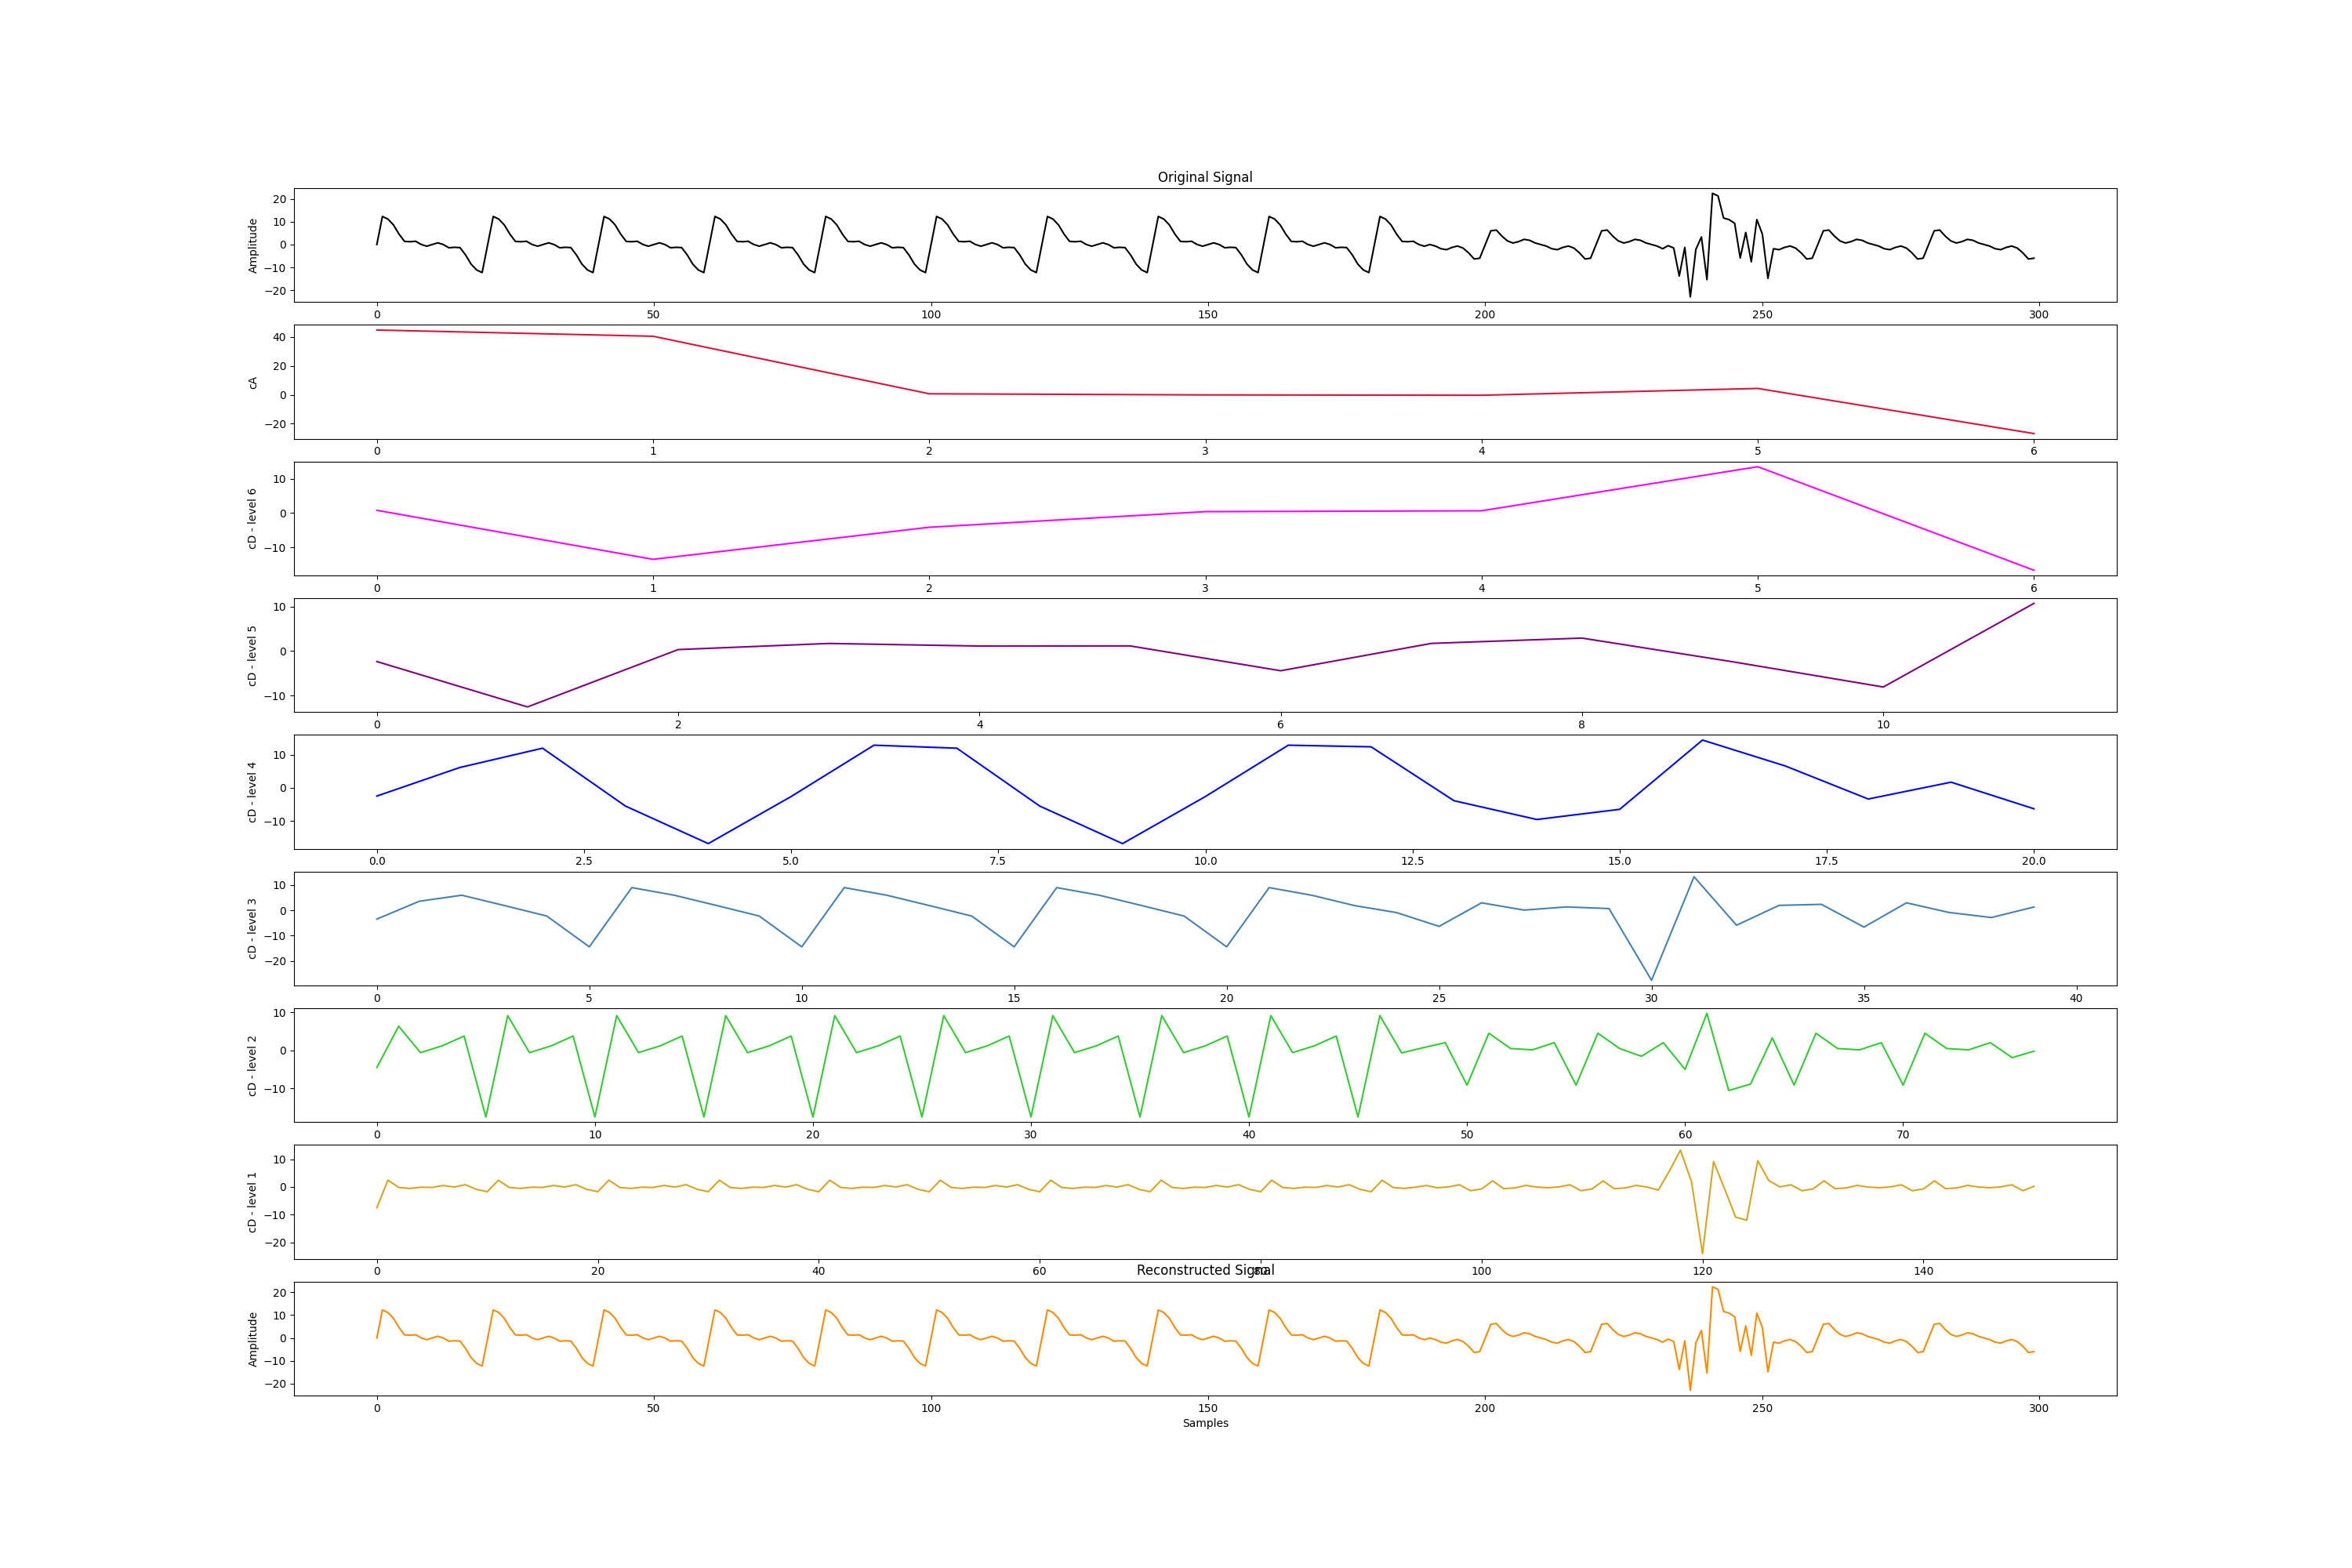 Original Signal
Amplitude
20
10
0
−10
−20
0 50 100 150 200 250 300
cA
40
20
0
−20
0 1 2 3 4 5 6
cD - level 6
10
0
−10
0 1 2 3 4 5 6
cD - level 5
10
0
−10
0 2 4 6 8 10
cD - level 4
10
0
−10
0.0 2.5 5.0 7.5 10.0 12.5 15.0 17.5 20.0
cD - level 3
10
0
−10
−20
0 5 10 15 20 25 30 35 40
cD - level 2
10
0
−10
0 10 20 30 40 50 60 70
cD - level 1
10
0
−10
−20
0 20 40 60 80 100 120 140
Reconstructed Signal
Amplitude
20
10
0
−10
−20
0 50 100 150 200 250 300
Samples